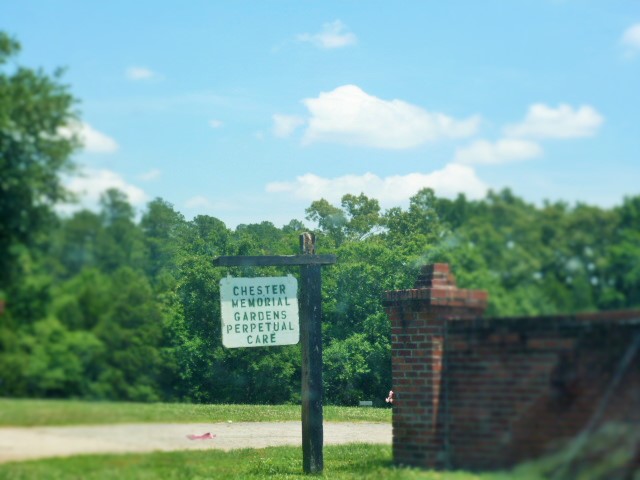 CHESTER
MEMORIAL
GARDENS
PERPETUAL
CARE